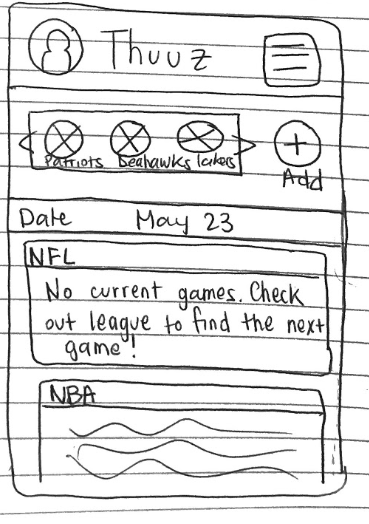 Thuuz
Patriots Seahawks lakers
Add
Date May 23
NFL
No current games. Check
out league to find the next
game!
NBA